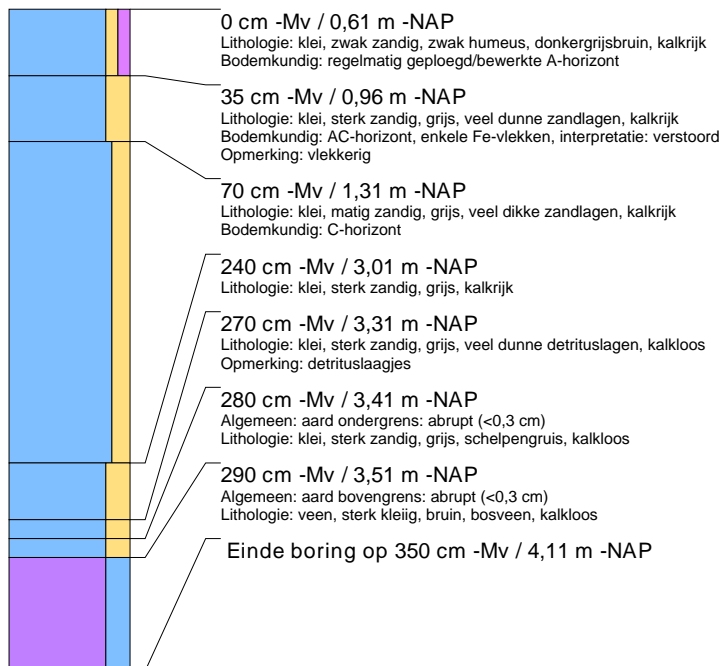 0 cm -Mv / 0,61 m -NAP
Lithologie: klei, zwak zandig, zwak humeus, donkergrijsbruin, kalkrijk
Bodemkundig: regelmatig geploegd/bewerkte A-horizont
35 cm -Mv / 0,96 m -NAP
Lithologie: klei, sterk zandig, grijs, veel dunne zandlagen, kalkrijk
Bodemkundig: AC-horizont, enkele Fe-vlekken, interpretatie: verstoord
Opmerking: vlekkerig
70 cm -Mv / 1,31 m -NAP
Lithologie: klei, matig zandig, grijs, veel dikke zandlagen, kalkrijk
Bodemkundig: C-horizont
240 cm -Mv / 3,01 m -NAP
Lithologie: klei, sterk zandig, grijs, kalkrijk
270 cm -Mv / 3,31 m -NAP
Lithologie: klei, sterk zandig, grijs, veel dunne detrituslagen, kalkloos
Opmerking: detrituslaagjes
280 cm -Mv / 3,41 m -NAP
Algemeen: aard ondergrens: abrupt (<0,3 cm)
Lithologie: klei, sterk zandig, grijs, schelpengruis, kalkloos
290 cm -Mv / 3,51 m -NAP
Algemeen: aard bovengrens: abrupt (<0,3 cm)
Lithologie: veen, sterk kleiig, bruin, bosveen, kalkloos
Einde boring op 350 cm -Mv / 4,11 m -NAP